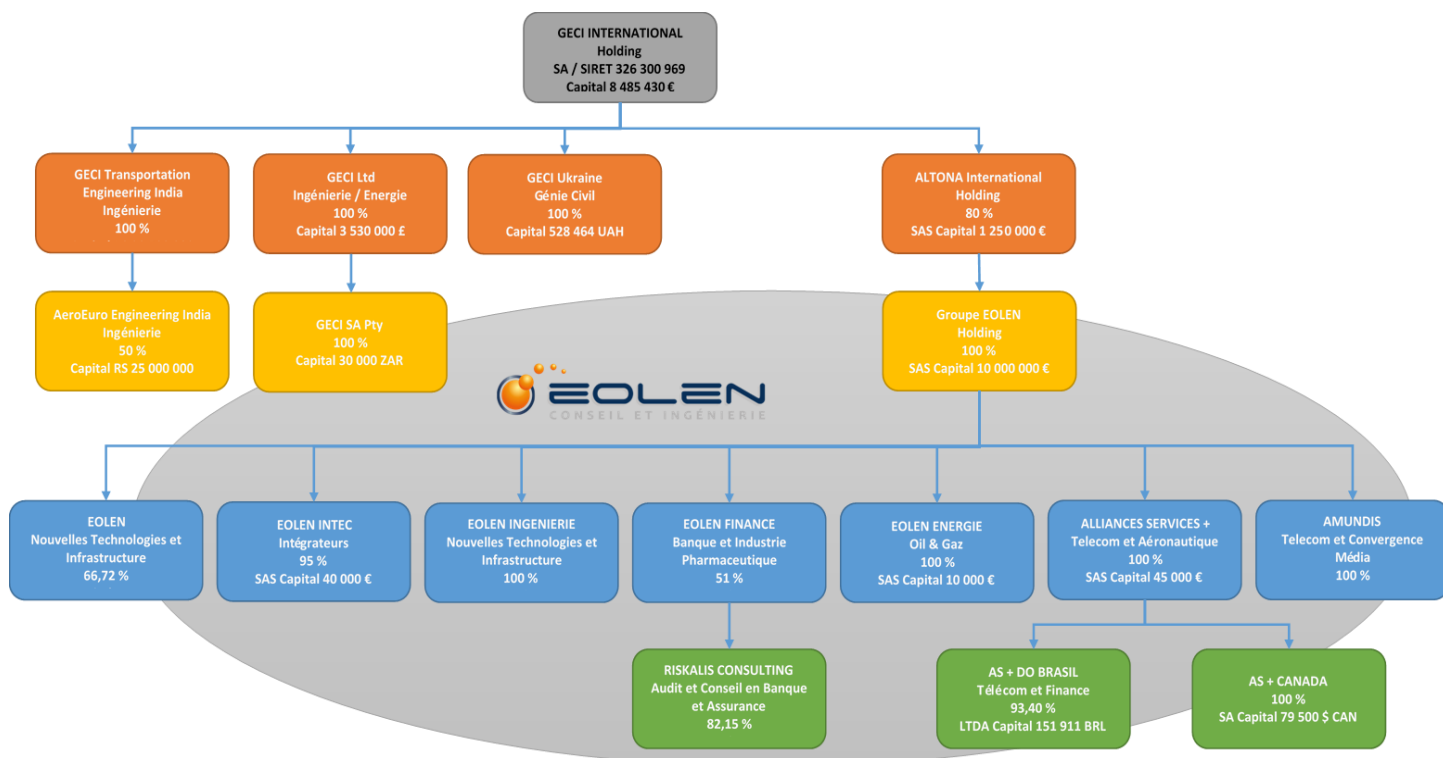 GECI INTERNATIONAL
Holding
SA / SIRET 326 300 969
Capital 8 485 430 €
GECI Transportation
Engineering India
Ingénierie
100 %
GECI Ltd
Ingénierie / Energie
100 %
Capital 3 530 000 £
GECI Ukraine
Génie Civil
100 %
Capital 528 464 UAH
ALTONA International
Holding
80 %
SAS Capital 1 250 000 €
AeroEuro Engineering India
Ingénierie
50 %
Capital RS 25 000 000
GECI SA Pty
100 %
Capital 30 000 ZAR
Groupe EOLEN
Holding
100 %
SAS Capital 10 000 000 €
EOLEN
CONSEIL ET INGÉNIERIE
EOLEN
Nouvelles Technologies et
Infrastructure
66,72 %
EOLEN INTEC
Intégrateurs
95 %
SAS Capital 40 000 €
EOLEN INGENIERIE
Nouvelles Technologies et
Infrastructure
100 %
EOLEN FINANCE
Banque et Industrie
Pharmaceutique
51 %
EOLEN ENERGIE
Oil & Gaz
100 %
SAS Capital 10 000 €
ALLIANCES SERVICES +
Telecom et Aéronautique
100 %
SAS Capital 45 000 €
AMUNDIS
Telecom et Convergence
Média
100 %
RISKALIS CONSULTING
Audit et Conseil en Banque
et Assurance
82,15 %
AS + DO BRASIL
Télécom et Finance
93,40 %
LTDA Capital 151 911 BRL
AS + CANADA
100 %
SA Capital 79 500 $ CAN